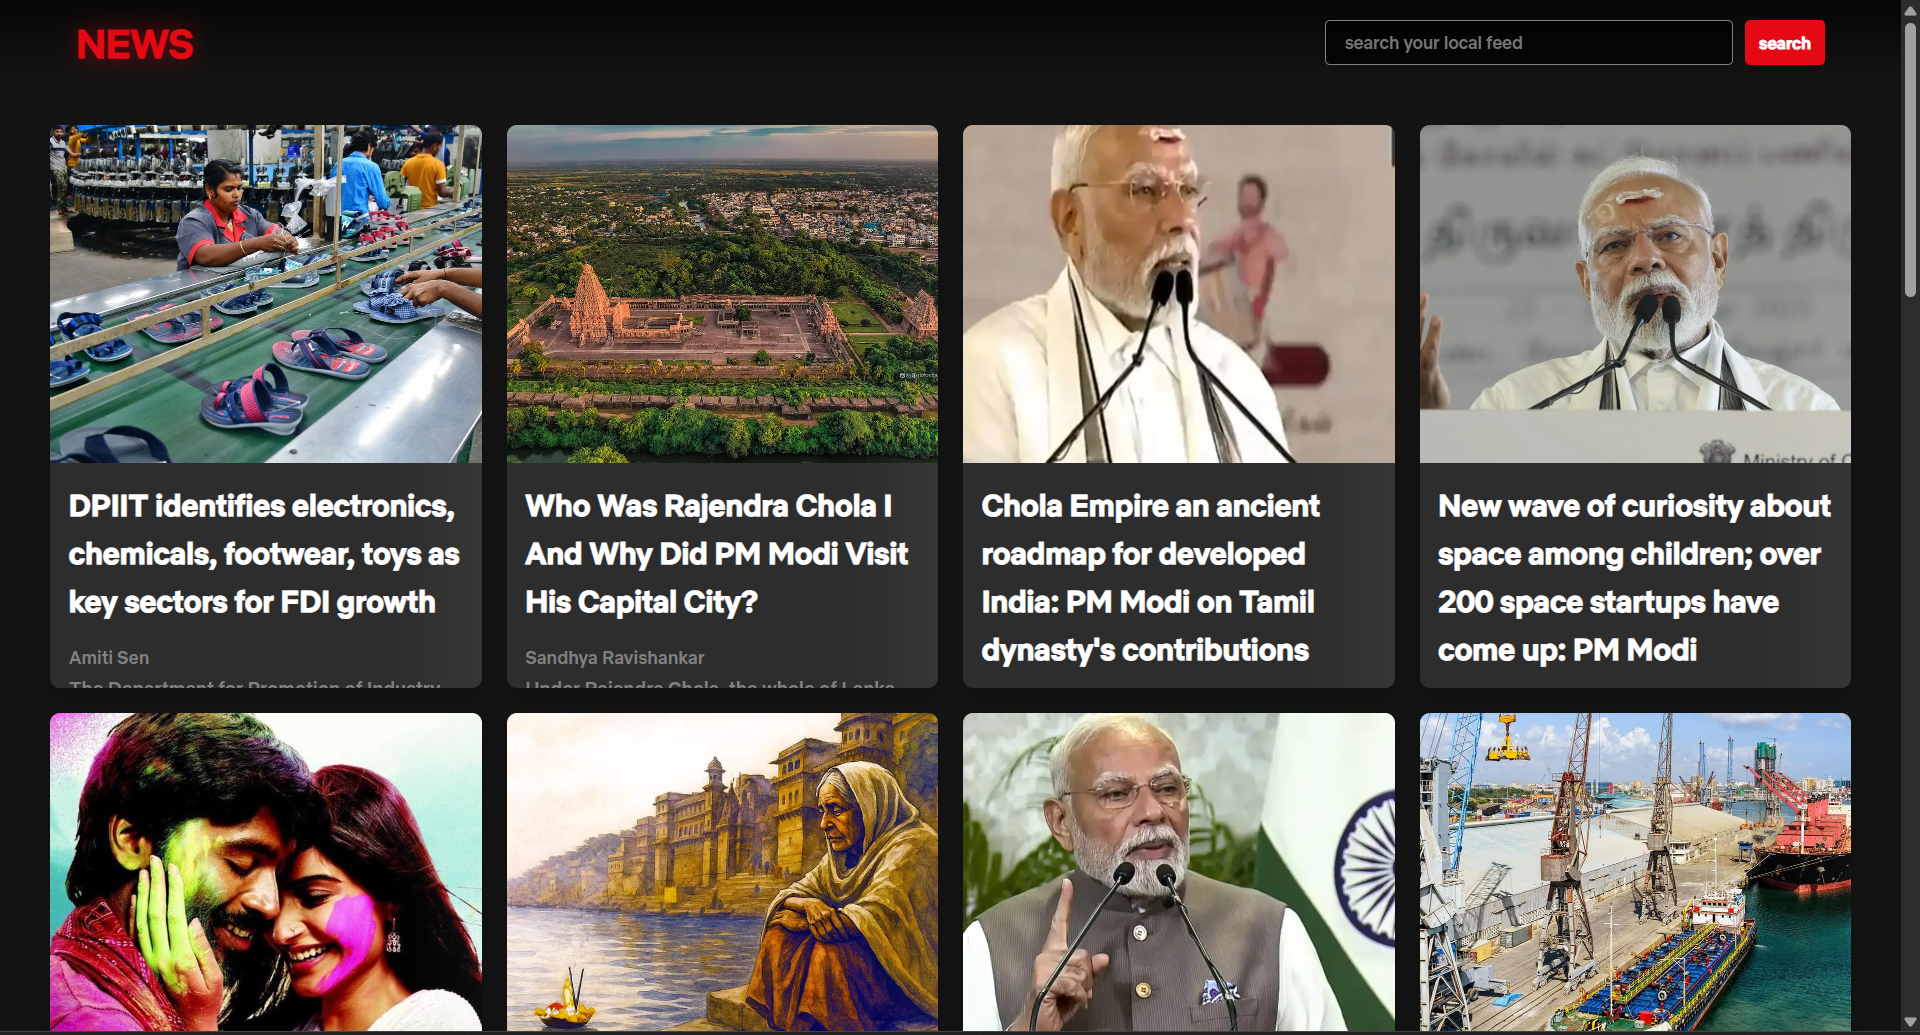 NEWS
search your local feed
search
DPIIT identifies electronics,
chemicals, footwear, toys as
key sectors for FDI growth
Amiti Sen
The Department for Promotion of Industry
Who Was Rajendra Chola I
And Why Did PM Modi Visit
His Capital City?
Sandhya Ravishankar
Under Rajendra Chola, the whole of Lanka
Chola Empire an ancient
roadmap for developed
India: PM Modi on Tamil
dynasty's contributions
Ministry of
New wave of curiosity about
space among children; over
200 space startups have
come up: PM Modi